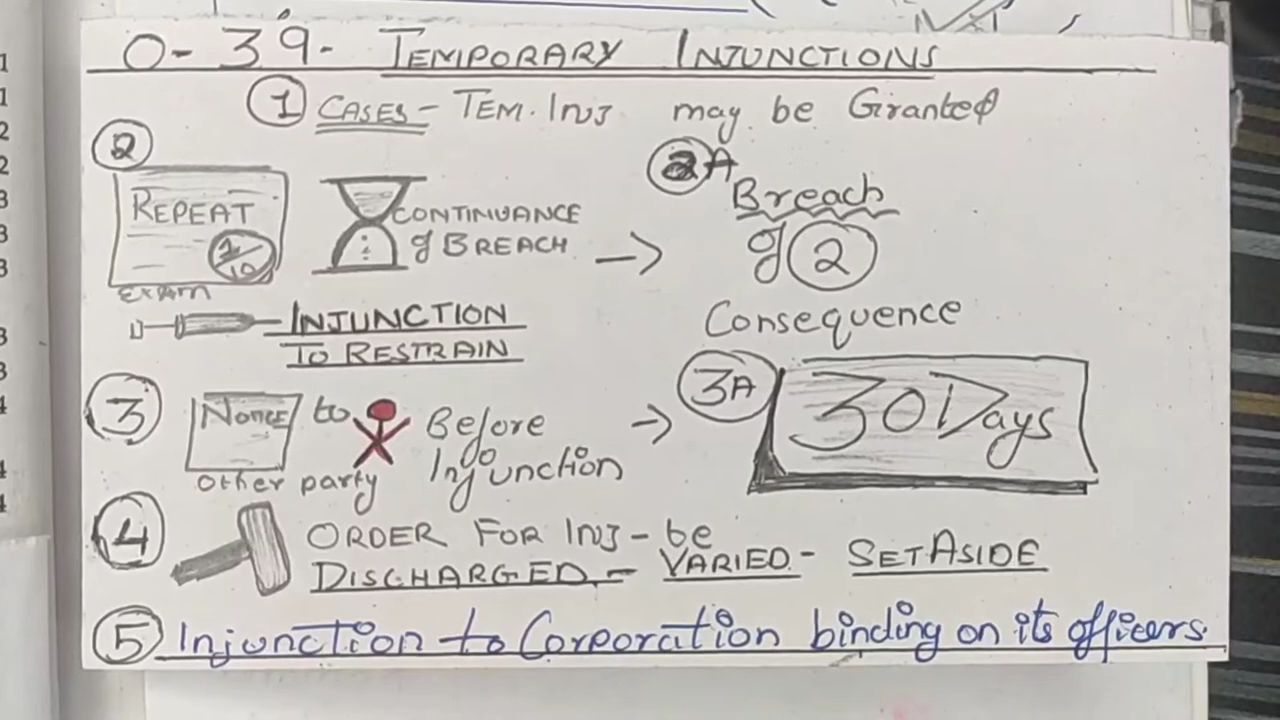 O-39. TEMPORARY INJUNCTIONS
1 CASES - TEM. INJ may be Granted
2
REPEAT
2/10
EXAM
CONTINUANCE
of BREACH →
2A
Breach
of 2
Consequence
INJUNCTION
TO RESTRAIN
3 NOTICE to
other party
Before
Injunction →
3A 30 Days
4 ORDER FOR INJ - be
DISCHARGED - VARIED - SET ASIDE
5 Injunction to Corporation binding on its officers.